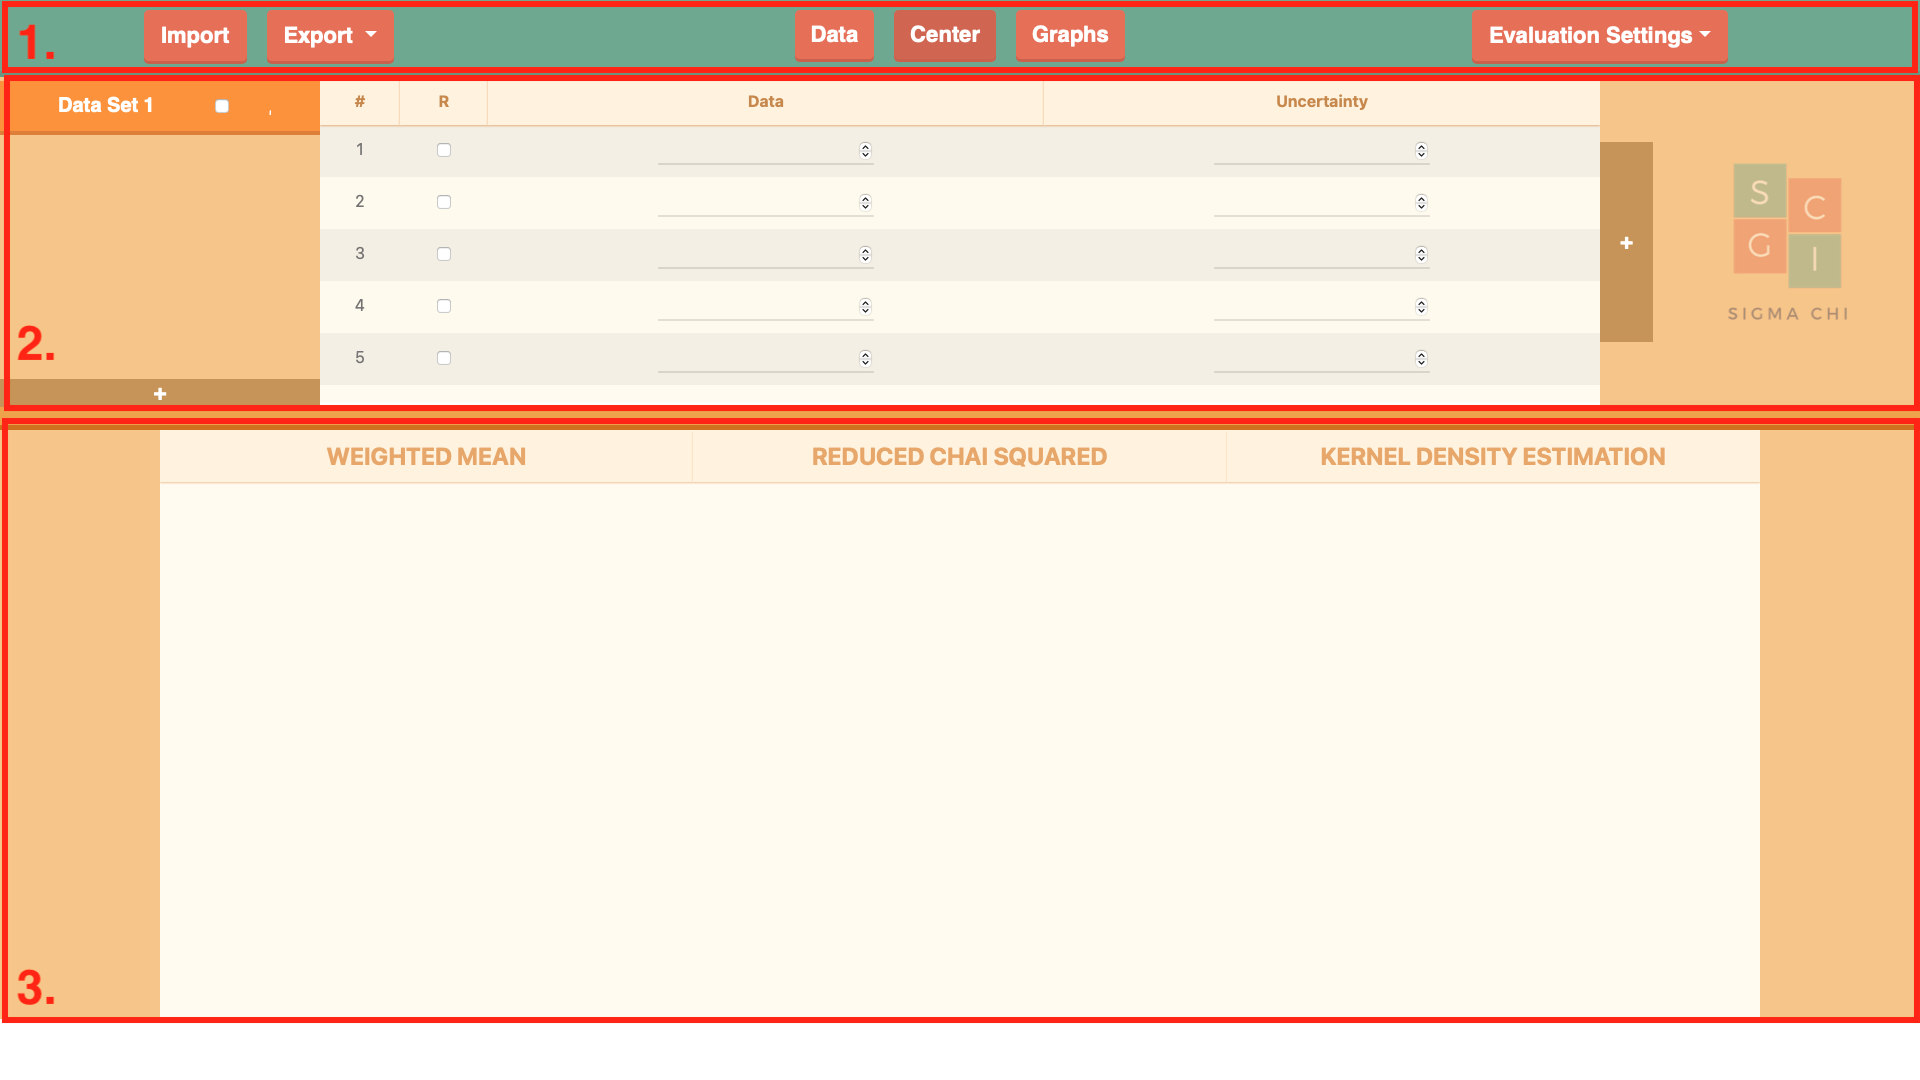 1.
Import Export Data Center Graphs Evaluation Settings
Data Set 1
# R Data Uncertainty
1
2
3
4
5
+
+
S C
G I
SIGMA CHI
2.
WEIGHTED MEAN REDUCED CHAI SQUARED KERNEL DENSITY ESTIMATION
3.